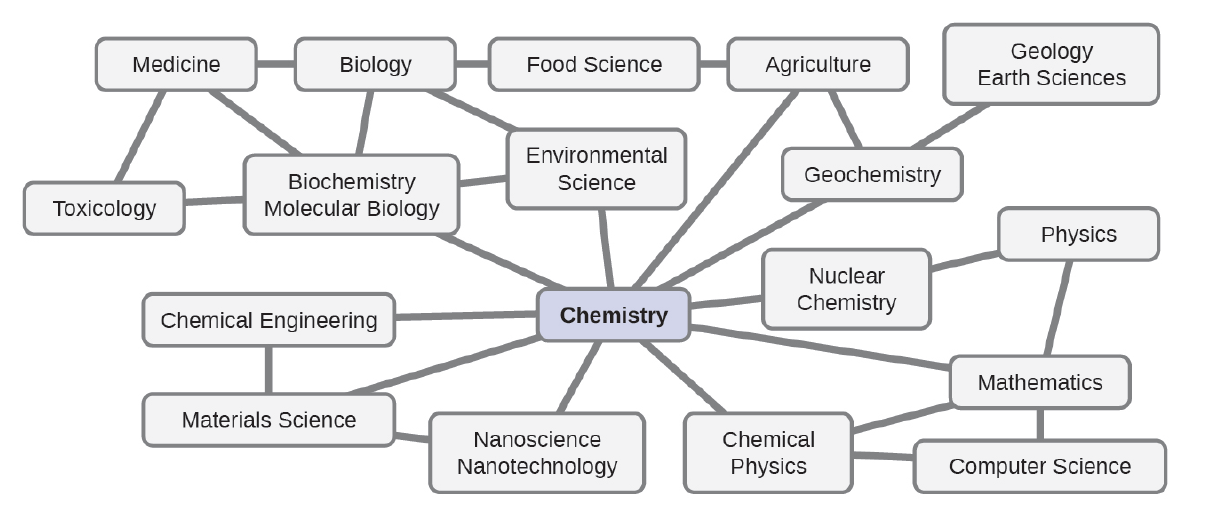 Medicine
Biology
Food Science
Agriculture
Geology
Earth Sciences
Environmental
Science
Geochemistry
Biochemistry
Molecular Biology
Toxicology
Physics
Nuclear
Chemistry
Chemical Engineering
Chemistry
Mathematics
Materials Science
Nanoscience
Nanotechnology
Chemical
Physics
Computer Science